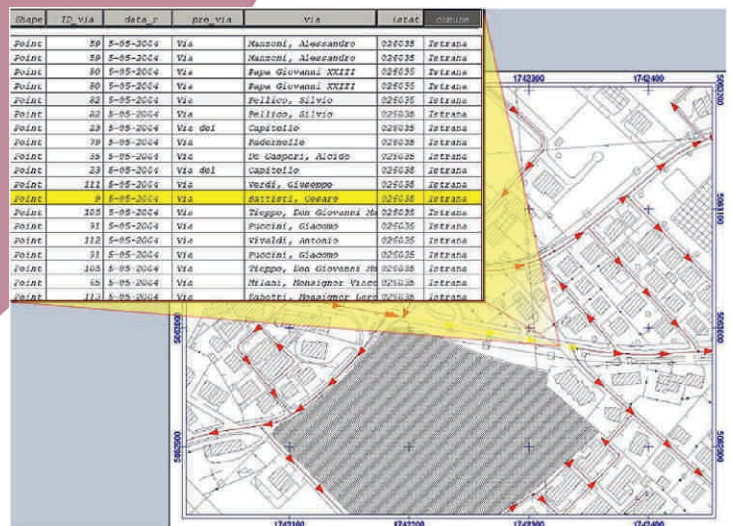 Shape ID_via data_r pre_via via istat comune
Point 59 5-05-2004 Via Manzoni, Alessandro 026035 Istrana
Point 59 5-05-2004 Via Manzoni, Alessandro 026035 Istrana
Point 80 5-05-2004 Via Papa Giovanni XXIII 026035 Istrana
Point 80 5-05-2004 Via Papa Giovanni XXIII 026035 Istrana
Point 82 5-05-2004 Via Pellico, Silvio 026035 Istrana
Point 82 5-05-2004 Via Pellico, Silvio 026035 Istrana
Point 23 5-05-2004 Via del Capitello 026035 Istrana
Point 79 5-05-2004 Via Padernello 026035 Istrana
Point 35 5-05-2004 Via De Gasperi, Alcide 026035 Istrana
Point 23 5-05-2004 Via del Capitello 026035 Istrana
Point 111 5-05-2004 Via Verdi, Giuseppe 026035 Istrana
Point 9 5-05-2004 Via Battisti, Cesare 026035 Istrana
Point 105 5-05-2004 Via Tieppo, Don Giovanni Ma 026035 Istrana
Point 91 5-05-2004 Via Puccini, Giacomo 026035 Istrana
Point 112 5-05-2004 Via Vivaldi, Antonio 026035 Istrana
Point 91 5-05-2004 Via Puccini, Giacomo 026035 Istrana
Point 105 5-05-2004 Via Tieppo, Don Giovanni Ma 026035 Istrana
Point 65 5-05-2004 Via Milani, Monsignor Vince 026035 Istrana
Point 113 5-05-2004 Via Monsignor 026035 Istrana
1742300 1742400
5083200
5083100
5083000 5083000
5082900 5082900
1742100 1742200 1742300 1742400